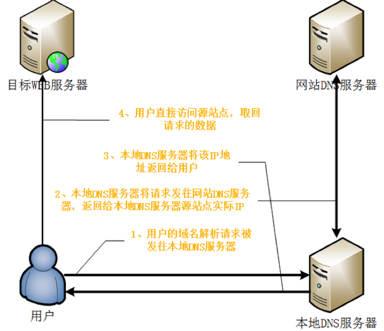 目标WEB服务器
网站DNS服务器
4、用户直接访问源站点，取回
请求的数据
3、本地DNS服务器将该IP地
址返回给用户
2、本地DNS服务器将请求发往网站DNS服务
器，返回给本地DNS服务器源站点实际IP
1、用户的域名解析请求被
发往本地DNS服务器
用户
本地DNS服务器